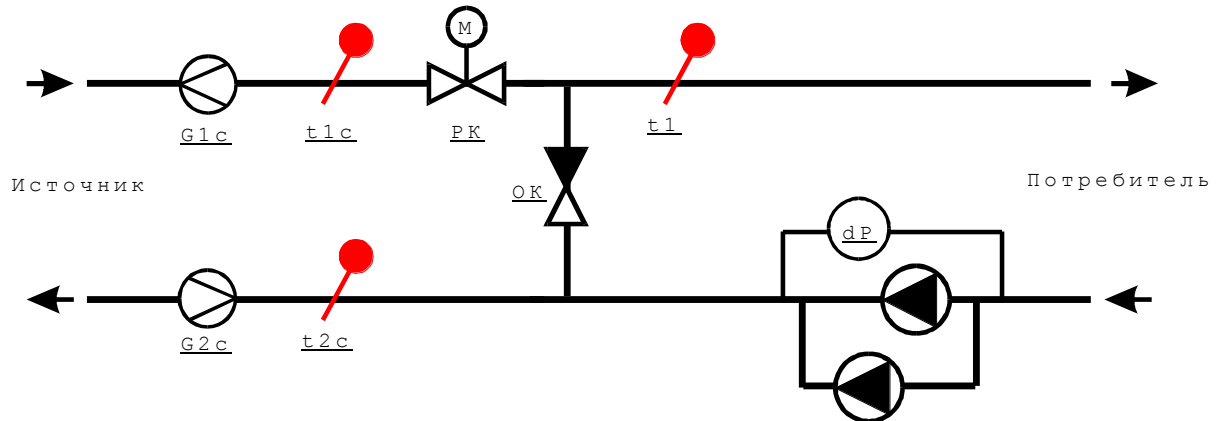 М
G1c
t1c
РК
t1
Источник
ОК
Потребитель
dP
G2c
t2c